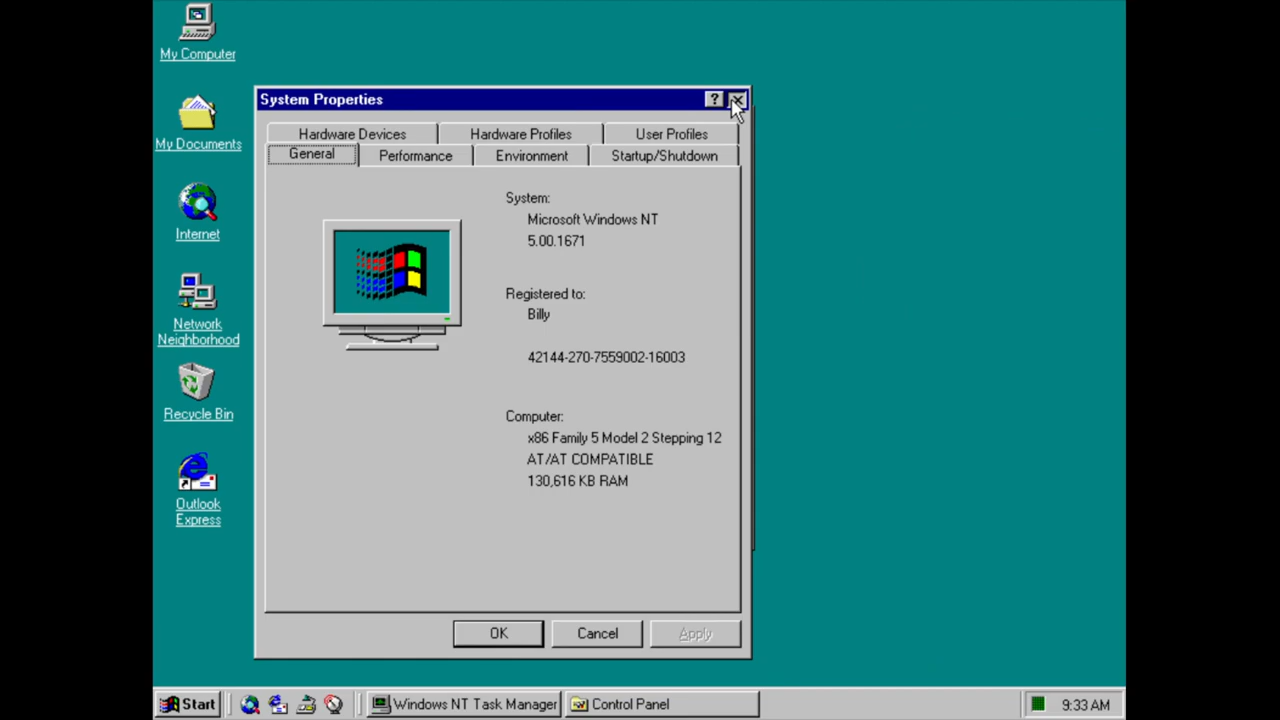 My Computer
My Documents
Internet
Network
Neighborhood
Recycle Bin
Outlook
Express
System Properties
?
Hardware Devices
Hardware Profiles
User Profiles
General
Performance
Environment
Startup/Shutdown
System:
Microsoft Windows NT
5.00.1671
Registered to:
Billy
42144-270-7559002-16003
Computer:
x86 Family 5 Model 2 Stepping 12
AT/AT COMPATIBLE
130,616 KB RAM
OK
Cancel
Apply
Start
Windows NT Task Manager
Control Panel
9:33 AM